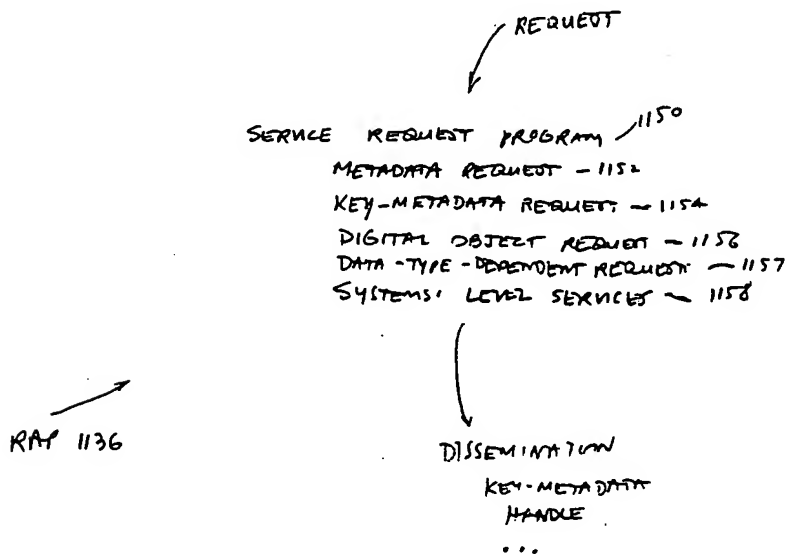 REQUEST
SERVICE REQUEST PROGRAM 1150
METADATA REQUEST - 1152
KEY-METADATA REQUEST. - 1154
DIGITAL OBJECT REQUEST - 1156
DATA-TYPE-DEPENDENT REQUEST. - 1157
SYSTEMS. LEVEL SERVICES - 1158
RAP 1136
DISSEMINATION
KEY-METADATA
HANDLE
...